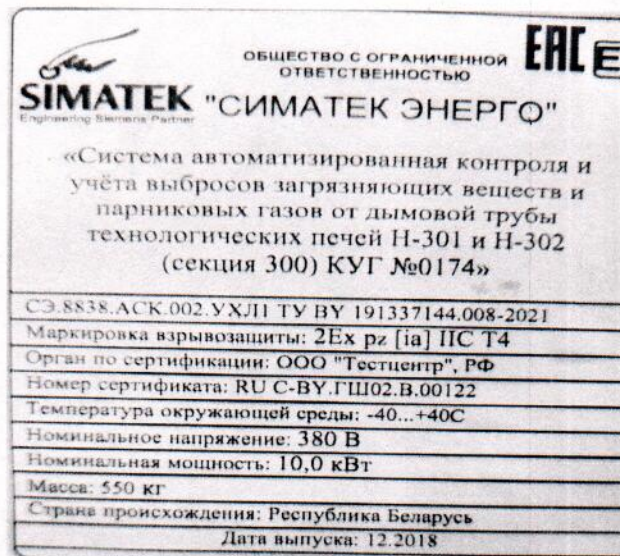 ОБЩЕСТВО С ОГРАНИЧЕННОЙ
ОТВЕТСТВЕННОСТЬЮ
EAC
SIMATEK
Engineering Siemens Partner
"СИМАТЕК ЭНЕРГО"
«Система автоматизированная контроля и
учёта выбросов загрязняющих веществ и
парниковых газов от дымовой трубы
технологических печей Н-301 и Н-302
(секция 300) КУГ №0174»
СЭ.8838.АСК.002.УХЛ1 ТУ BY 191337144.008-2021
Маркировка взрывозащиты: 2Ex pz [ia] IIC T4
Орган по сертификации: ООО "Тестцентр", РФ
Номер сертификата: RU C-BY.ГШ02.В.00122
Температура окружающей среды: -40...+40С
Номинальное напряжение: 380 В
Номинальная мощность: 10,0 кВт
Масса: 550 кг
Страна происхождения: Республика Беларусь
Дата выпуска: 12.2018